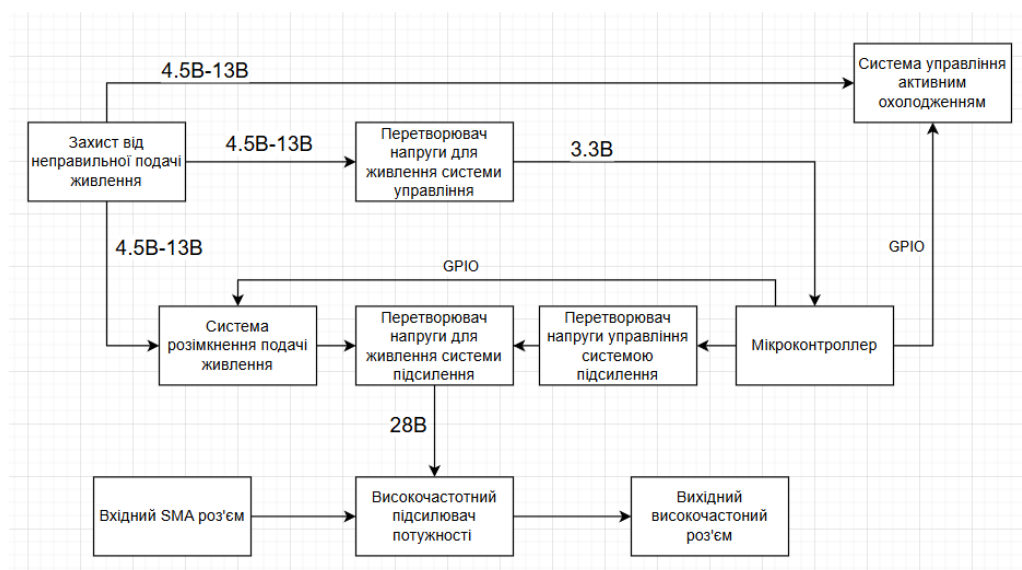 4.5В-13В
Система управління
активним
охолодженням
Захист від
неправильної подачі
живлення
4.5В-13В
Перетворювач
напруги для
живлення системи
управління
3.3В
4.5В-13В
GPIO
GPIO
Система
розімкнення подачі
живлення
Перетворювач
напруги для
живлення системи
підсилення
Перетворювач
напруги управління
системою
підсилення
Мікроконтроллер
28В
Вхідний SMA роз'єм
Високочастотний
підсилювач
потужності
Вихідний
високочастоний
роз'єм